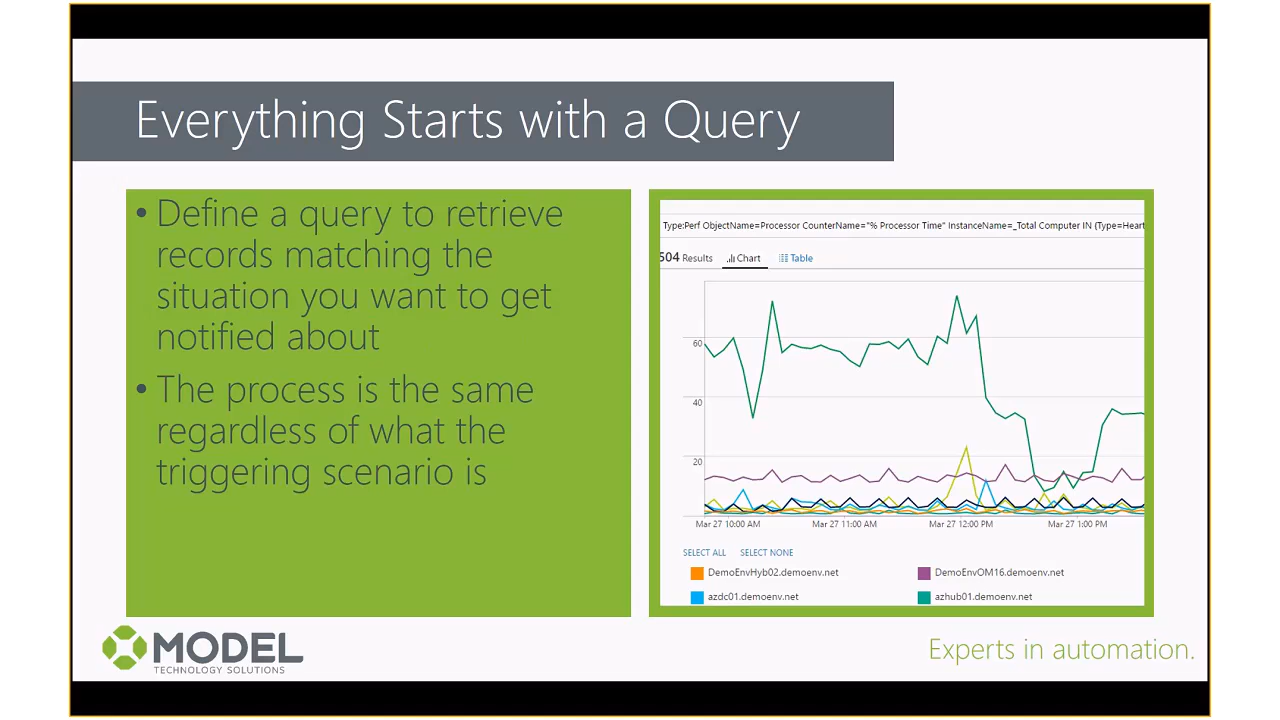 Everything Starts with a Query
• Define a query to retrieve
records matching the
situation you want to get
notified about
• The process is the same
regardless of what the
triggering scenario is
Type:Perf ObjectName=Processor CounterName="% Processor Time" InstanceName=_Total Computer IN {Type=Heart
504 Results Chart Table
60
40
20
Mar 27 10:00 AM Mar 27 11:00 AM Mar 27 12:00 PM Mar 27 1:00 PM
SELECT ALL SELECT NONE
DemoEnvHyb02.demoenv.net DemoEnvOM16.demoenv.net
azdc01.demoenv.net azhub01.demoenv.net
MODEL
TECHNOLOGY SOLUTIONS
Experts in automation.